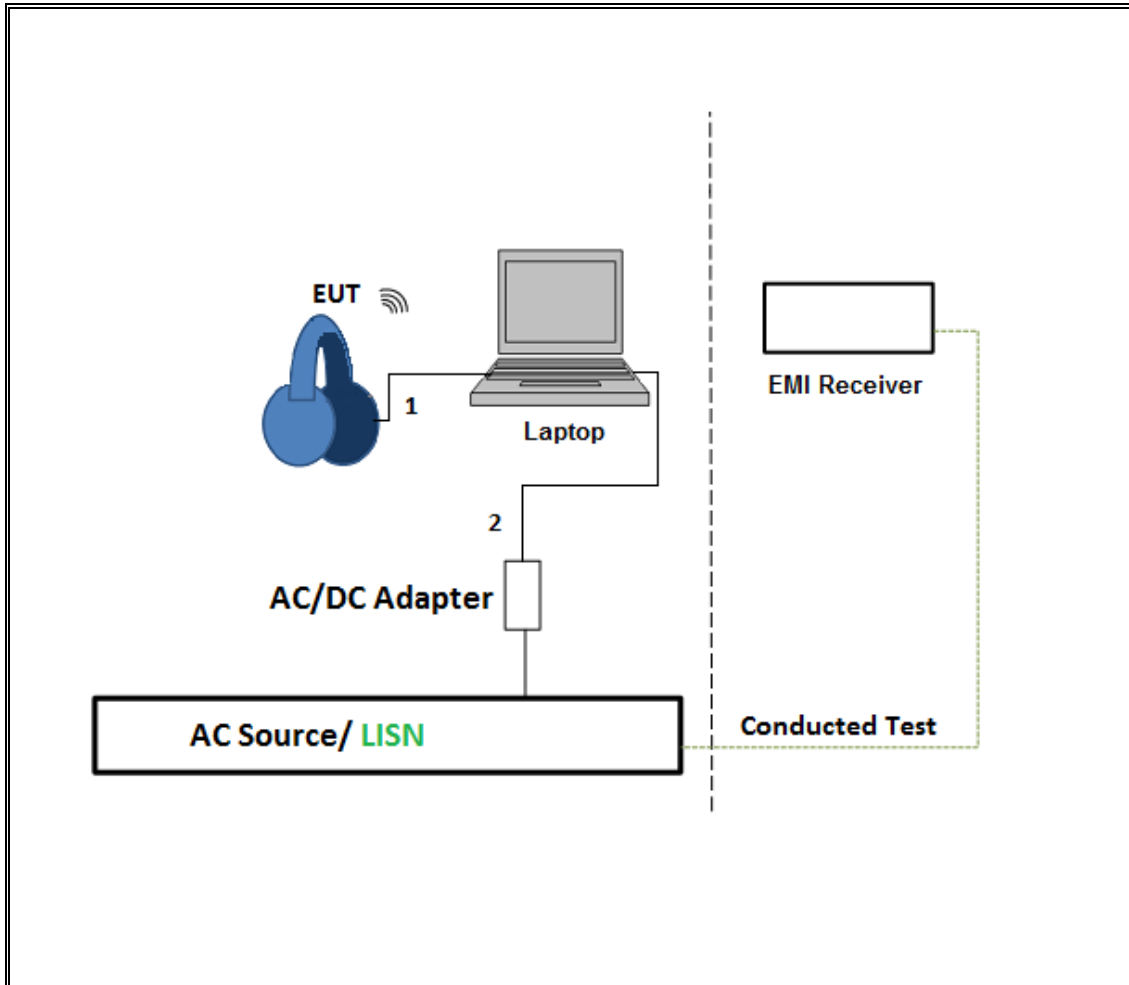 EUT
1
Laptop
EMI Receiver
2
AC/DC Adapter
AC Source/ LISN
Conducted Test